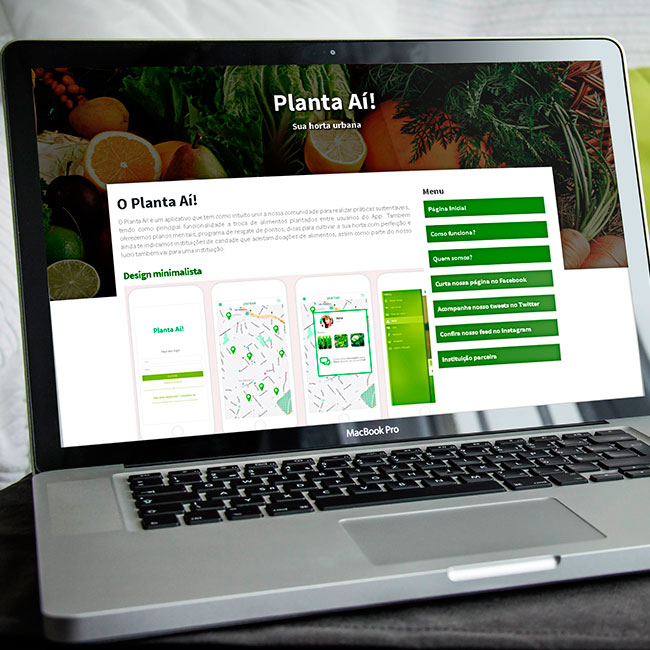 Planta Aí!
Sua horta urbana
O Planta Aí!
O Planta Aí! é um aplicativo que tem como intuito unir a nossa comunidade para realizar práticas sustentáveis,
tendo como principal funcionalidade a troca de alimentos plantados entre usuários do App. Também
oferecemos planos mensais, programa de resgate de pontos, dicas para cultivar a sua horta com perfeição e
ainda te indicamos instituições de caridade que aceitam doações de alimentos, assim como parte do nosso
lucro também vai para uma instituição
Design minimalista
Planta Aí!
Menu
Página Inicial
Como funciona?
Quem somos?
Curta nossa página no Facebook
Acompanhe nosso tweets no Twitter
Confira nosso feed no Instagram
Instituição parceira
MacBook Pro